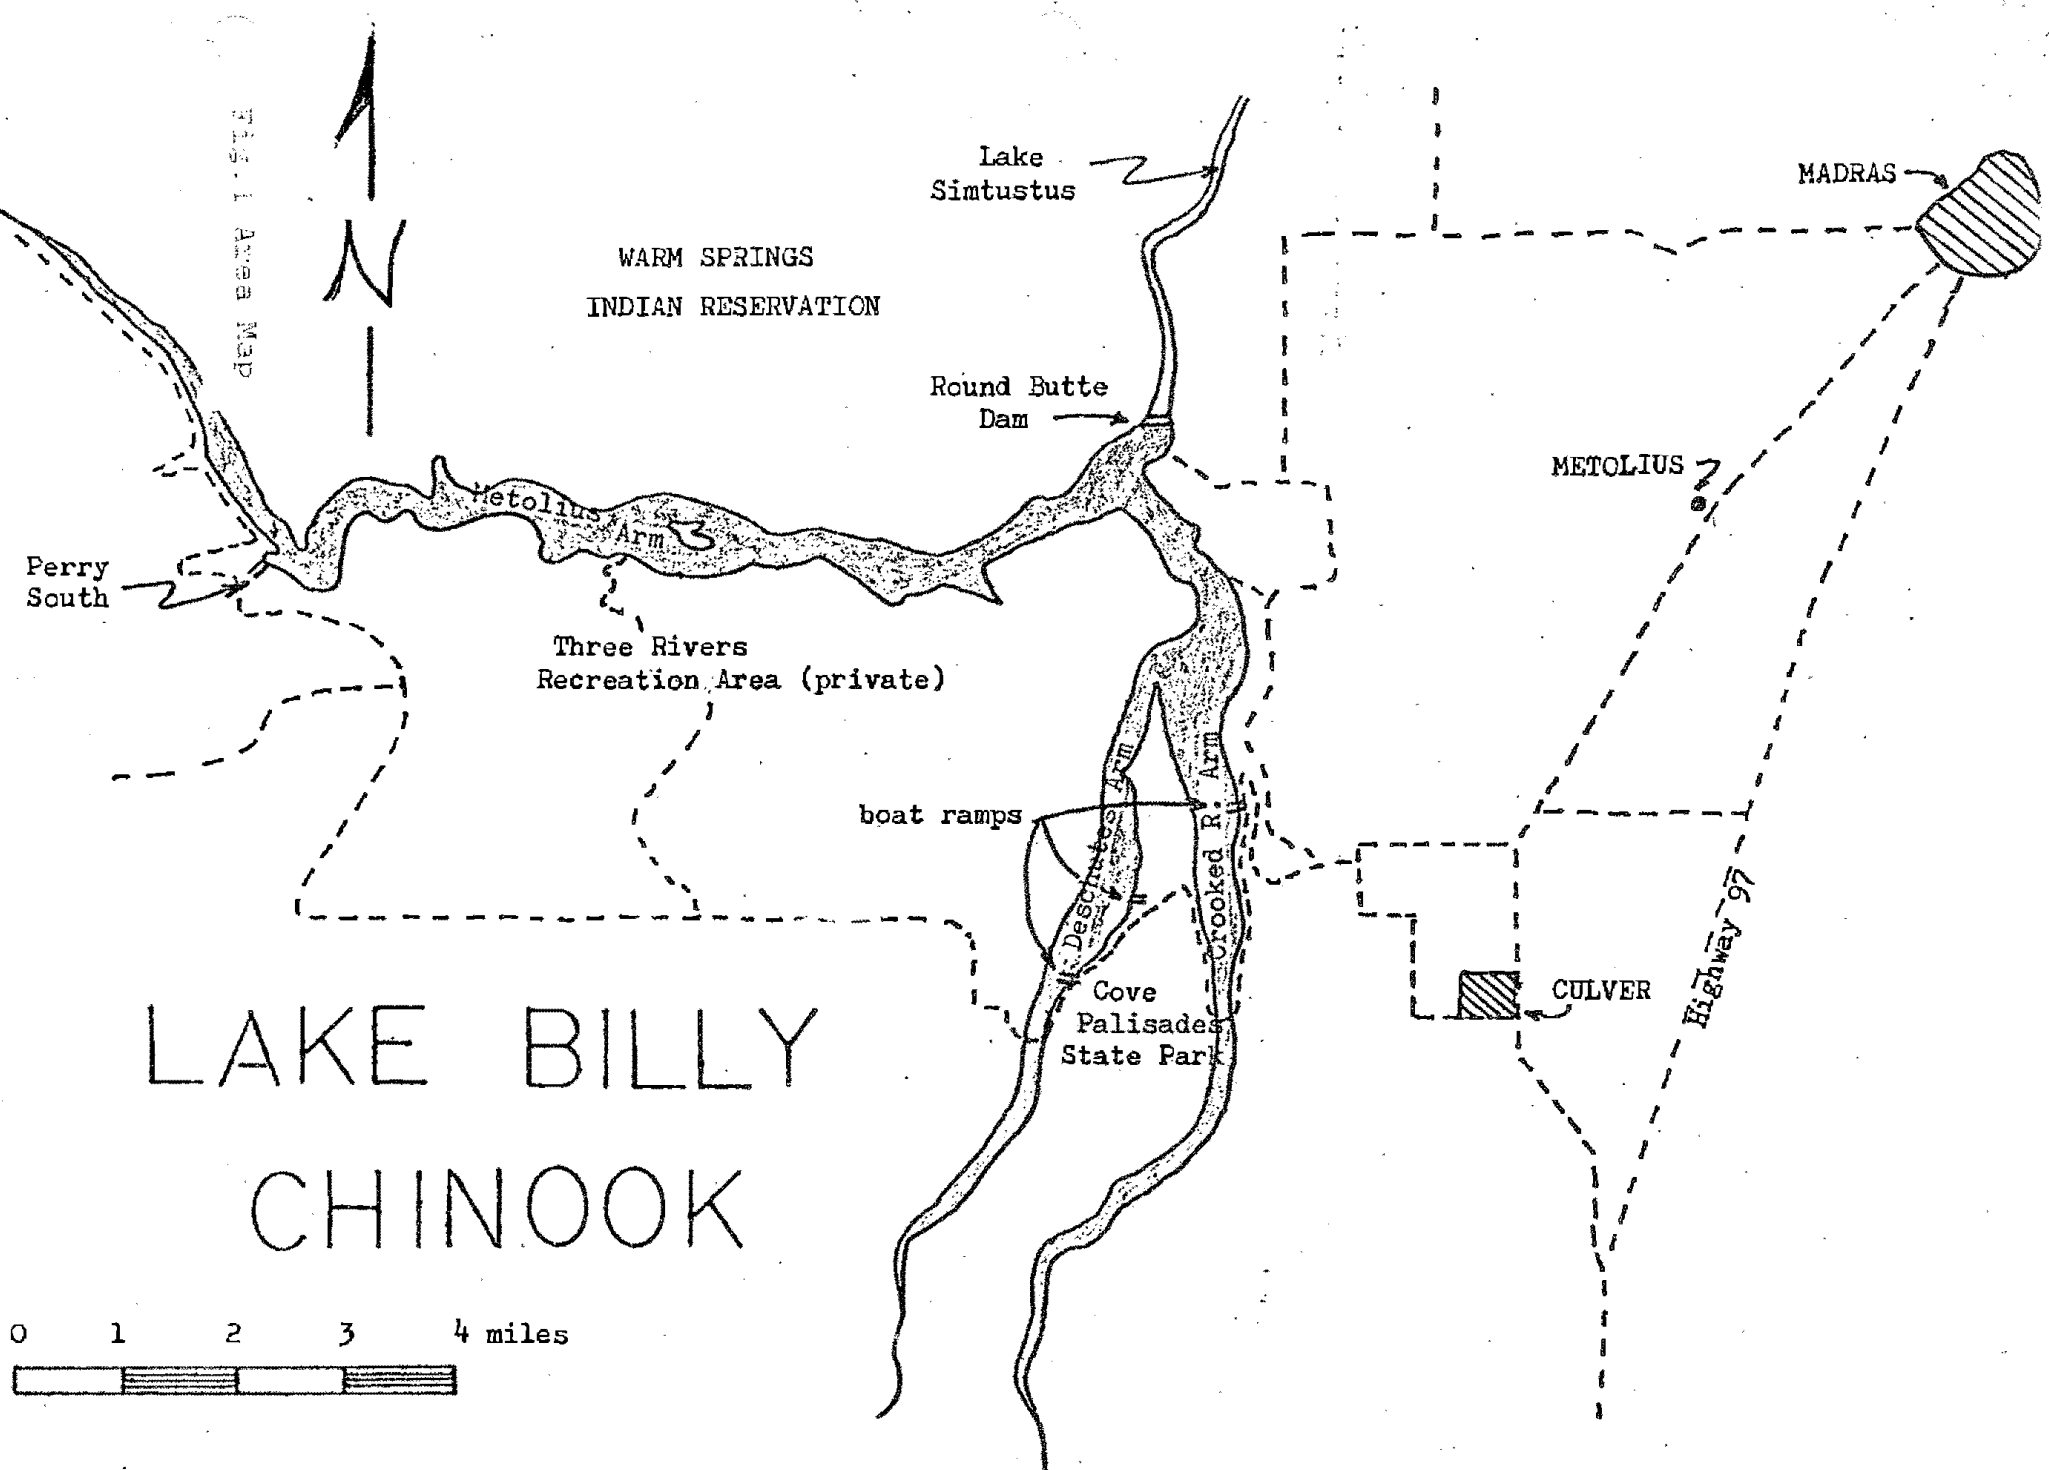 Fig. 1 Area Map
N
Lake
Simtustus
MADRAS
WARM SPRINGS
INDIAN RESERVATION
Round Butte
Dam
METOLIUS
Metolius
Arm
Perry
South
Three Rivers
Recreation Area (private)
boat ramps
Deschutes Arm
Crooked R. Arm
Highway 97
CULVER
Cove
Palisades
State Park
LAKE BILLY
CHINOOK
0 1 2 3 4 miles